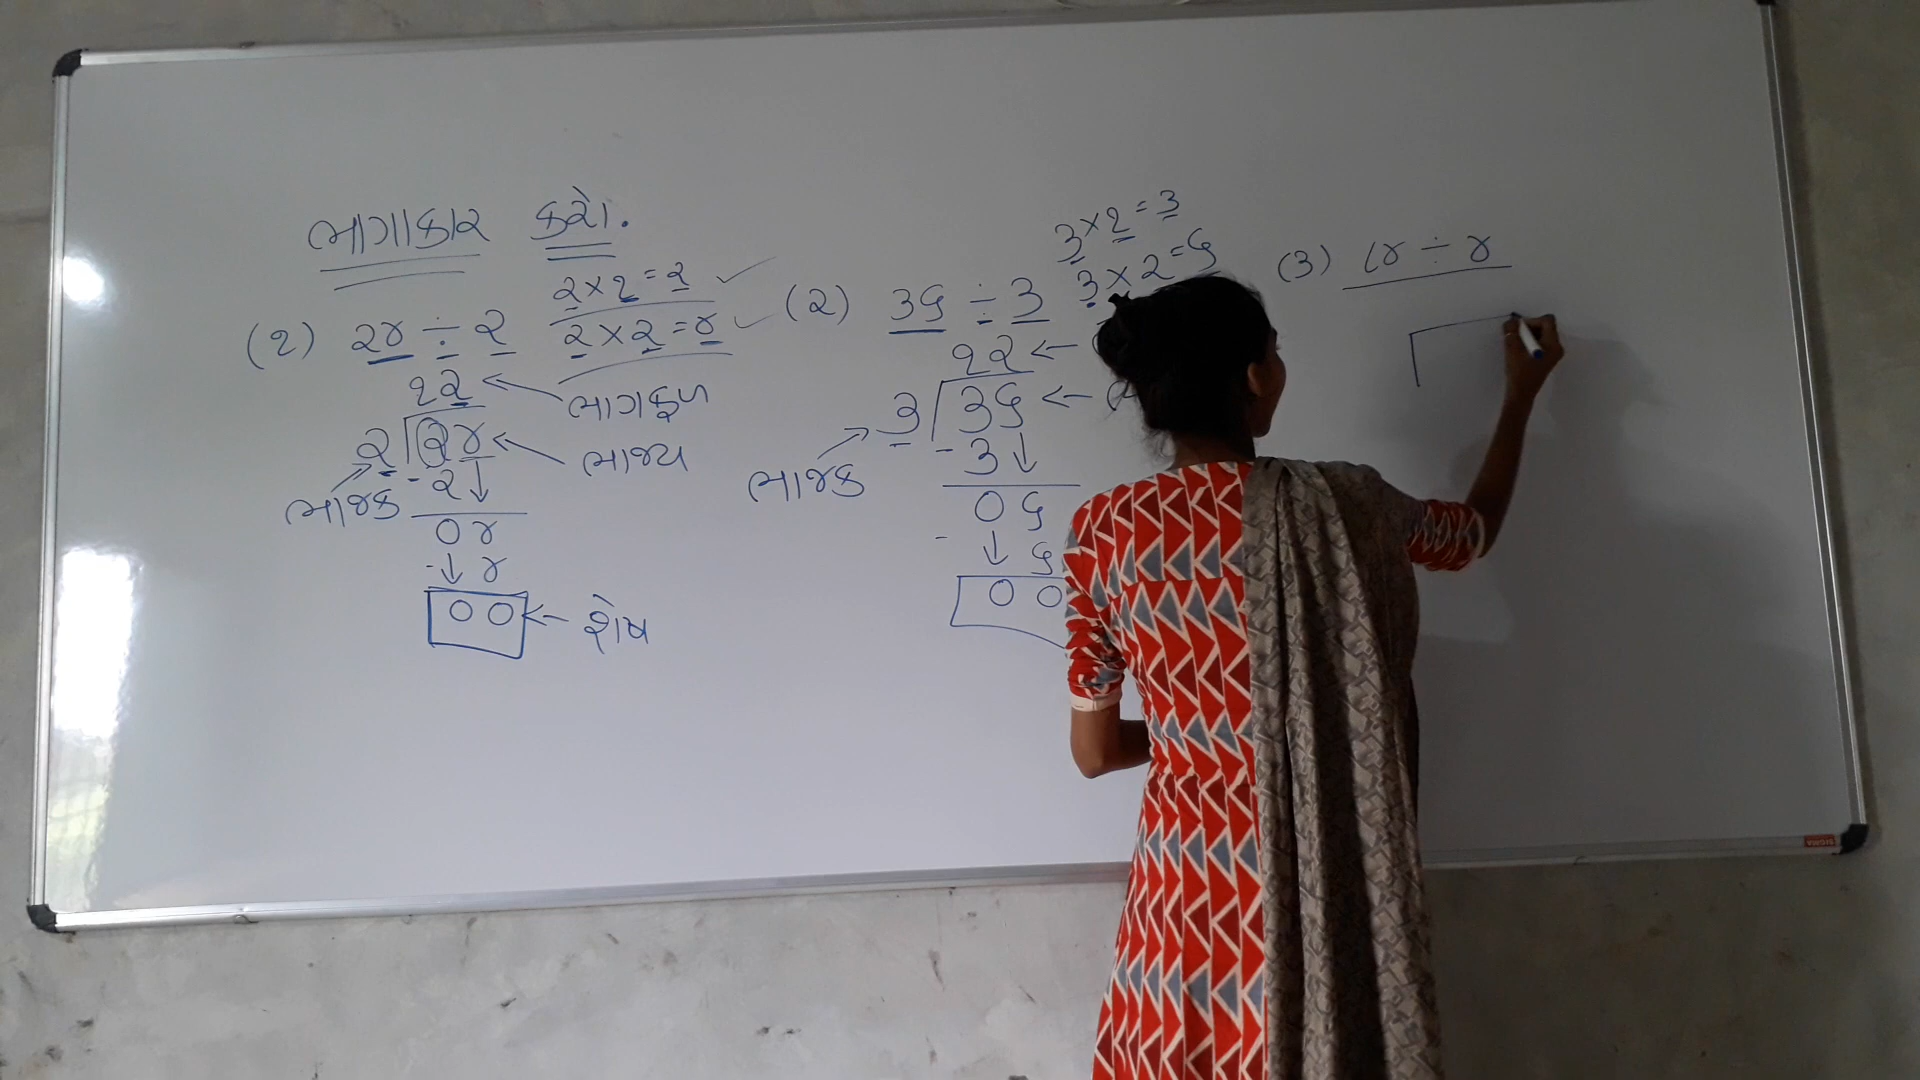 ભાગાકાર કરો.
(૧) ૨૪ ÷ ૨
૨ × ૧ = ૨
૨ × ૨ = ૪
૧૨ ← ભાગફળ
૨ ૨૪ ← ભાજ્ય
ભાજક
- ૨ ↓
૦૪
- ↓ ૪
૦૦ ← શેષ
(૨) ૩૬ ÷ ૩
૩ × ૧ = ૩
૩ × ૨ = ૬
૧૨ ←
૩ ૩૬ ←
ભાજક
- ૩ ↓
૦૬
- ↓ ૬
૦૦
(૩) ૮૪ ÷ ૪
SIGMA